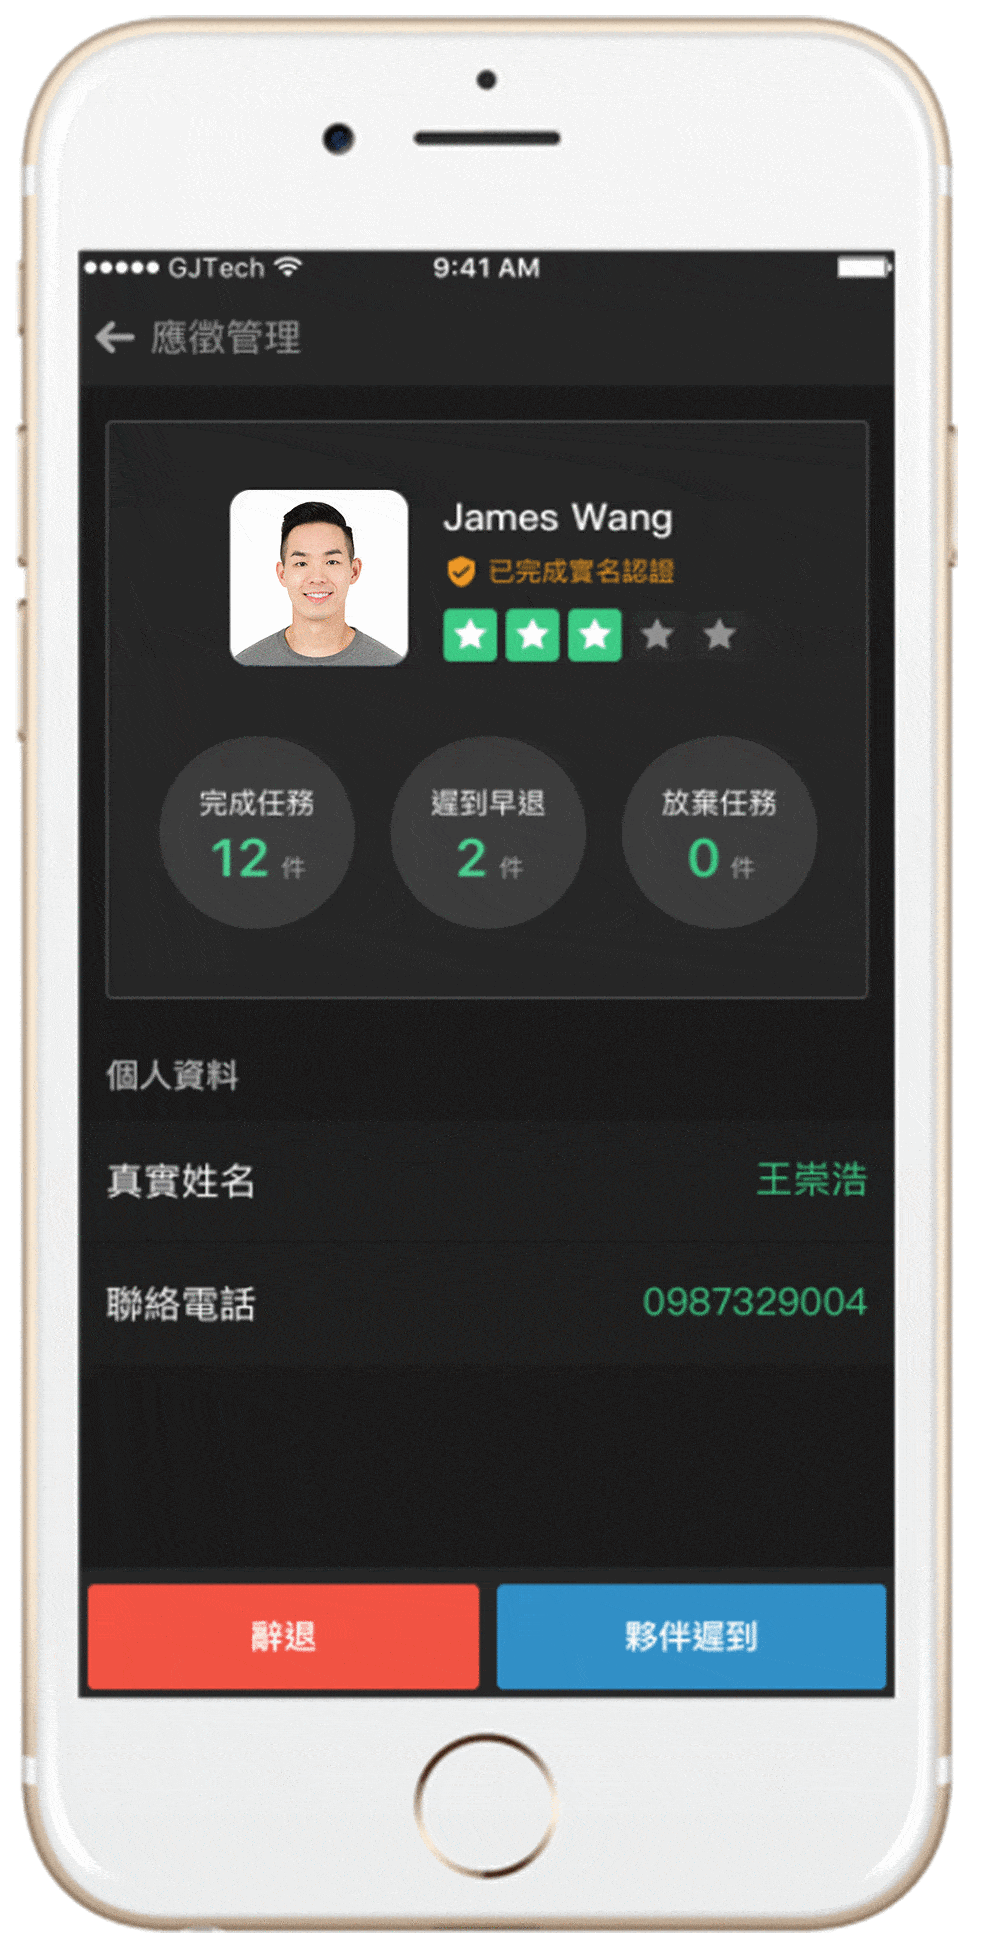 GJTech 9:41 AM
應徵管理
James Wang
已完成實名認證
完成任務 遲到早退 放棄任務
12 件 2 件 0 件
個人資料
真實姓名 王崇浩
聯絡電話 0987329004
辭退 夥伴遲到